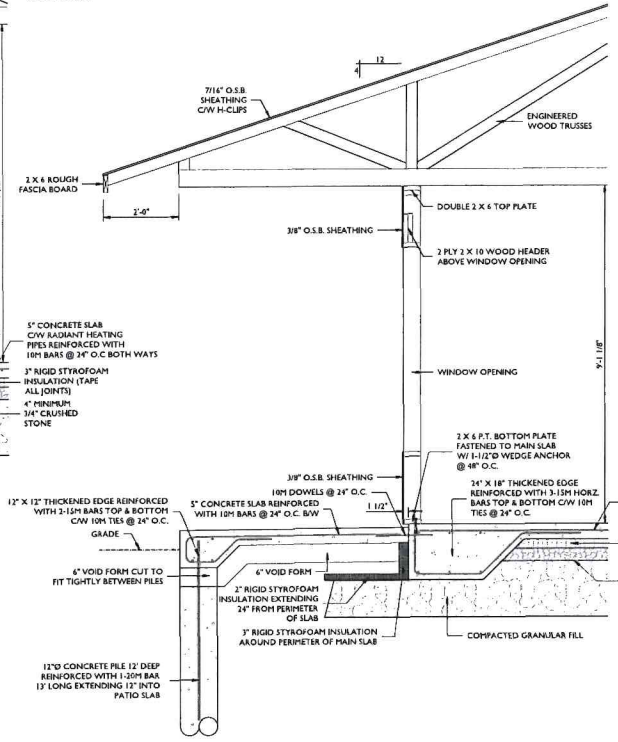 12
4
7/16" O.S.B.
SHEATHING
C/W H-CLIPS
ENGINEERED
WOOD TRUSSES
2 X 6 ROUGH
FASCIA BOARD
2'-0"
DOUBLE 2 X 6 TOP PLATE
3/8" O.S.B. SHEATHING
2 PLY 2 X 10 WOOD HEADER
ABOVE WINDOW OPENING
5" CONCRETE SLAB
C/W RADIANT HEATING
PIPES REINFORCED WITH
10M BARS @ 24" O.C BOTH WAYS
3" RIGID STYROFOAM
INSULATION (TAPE
ALL JOINTS)
4" MINIMUM
3/4" CRUSHED
STONE
9'-1 1/8"
WINDOW OPENING
2 X 6 P.T. BOTTOM PLATE
FASTENED TO MAIN SLAB
W/ 1-1/2"Ø WEDGE ANCHOR
@ 48" O.C.
3/8" O.S.B. SHEATHING
10M DOWELS @ 24" O.C.
1 1/2"
24" X 18" THICKENED EDGE
REINFORCED WITH 3-15M HORZ.
BARS TOP & BOTTOM C/W 10M
TIES @ 24" O.C.
12" X 12" THICKENED EDGE REINFORCED
WITH 2-15M BARS TOP & BOTTOM
C/W 10M TIES @ 24" O.C.
5" CONCRETE SLAB REINFORCED
WITH 10M BARS @ 24" O.C. B/W
GRADE
6" VOID FORM CUT TO
FIT TIGHTLY BETWEEN PILES
6" VOID FORM
2" RIGID STYROFOAM
INSULATION EXTENDING
24" FROM PERIMETER
OF SLAB
3" RIGID STYROFOAM INSULATION
AROUND PERIMETER OF MAIN SLAB
COMPACTED GRANULAR FILL
12"Ø CONCRETE PILE 12' DEEP
REINFORCED WITH 1-20M BAR
13' LONG EXTENDING 12" INTO
PATIO SLAB